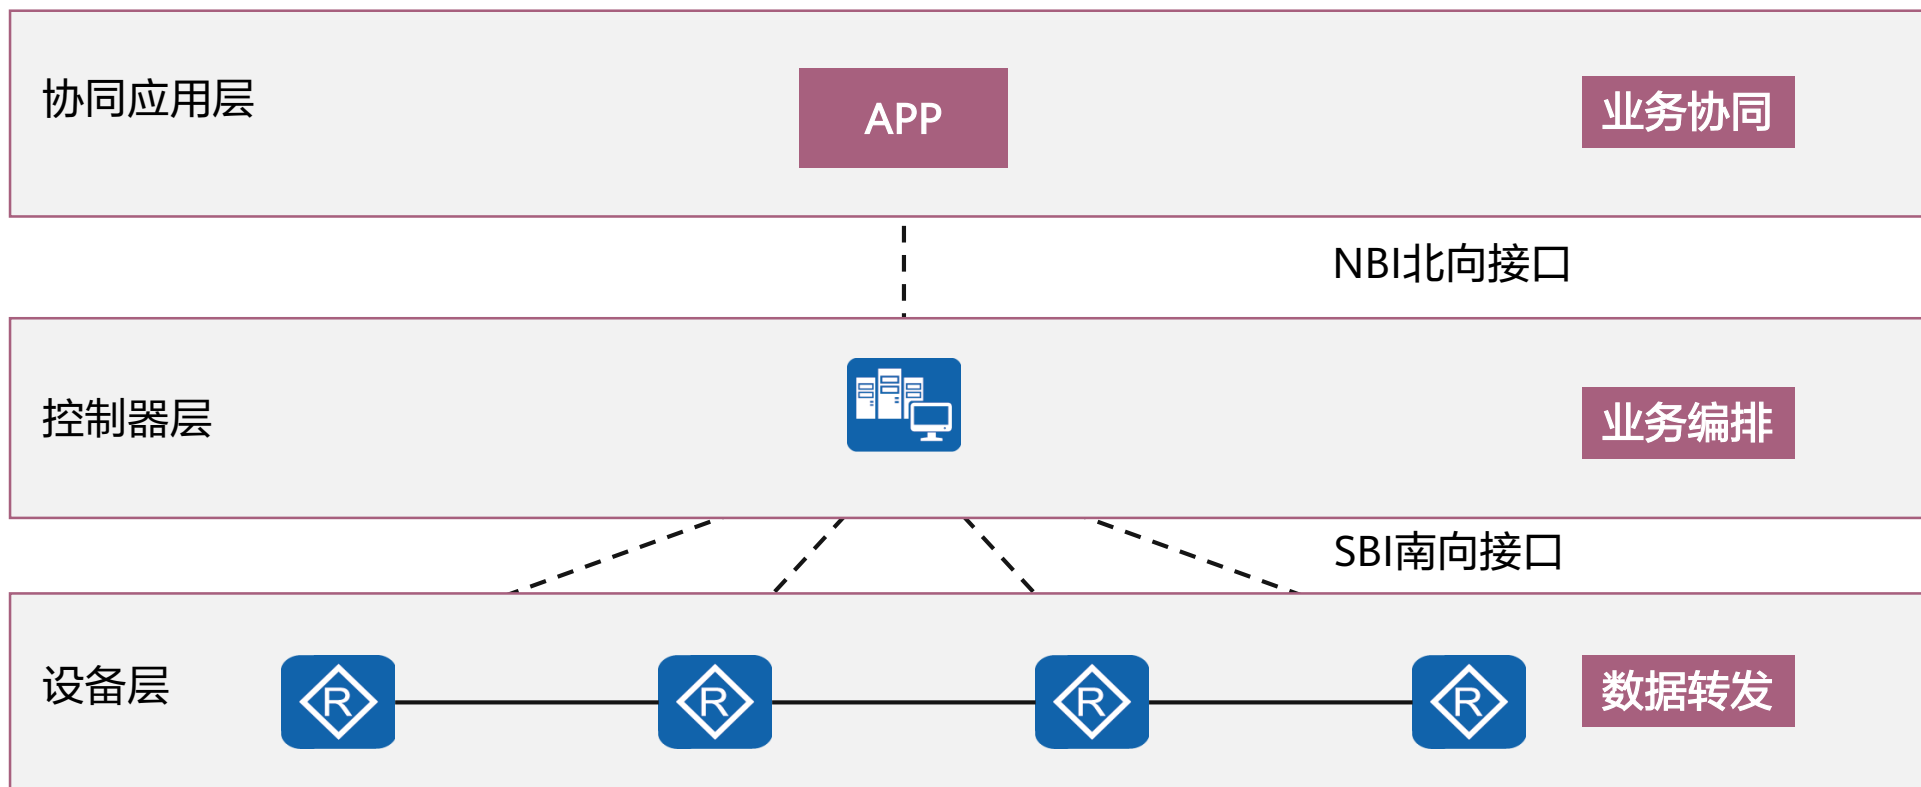 协同应用层
APP
业务协同
NBI北向接口
控制器层
业务编排
SBI南向接口
设备层
R
R
R
R
数据转发